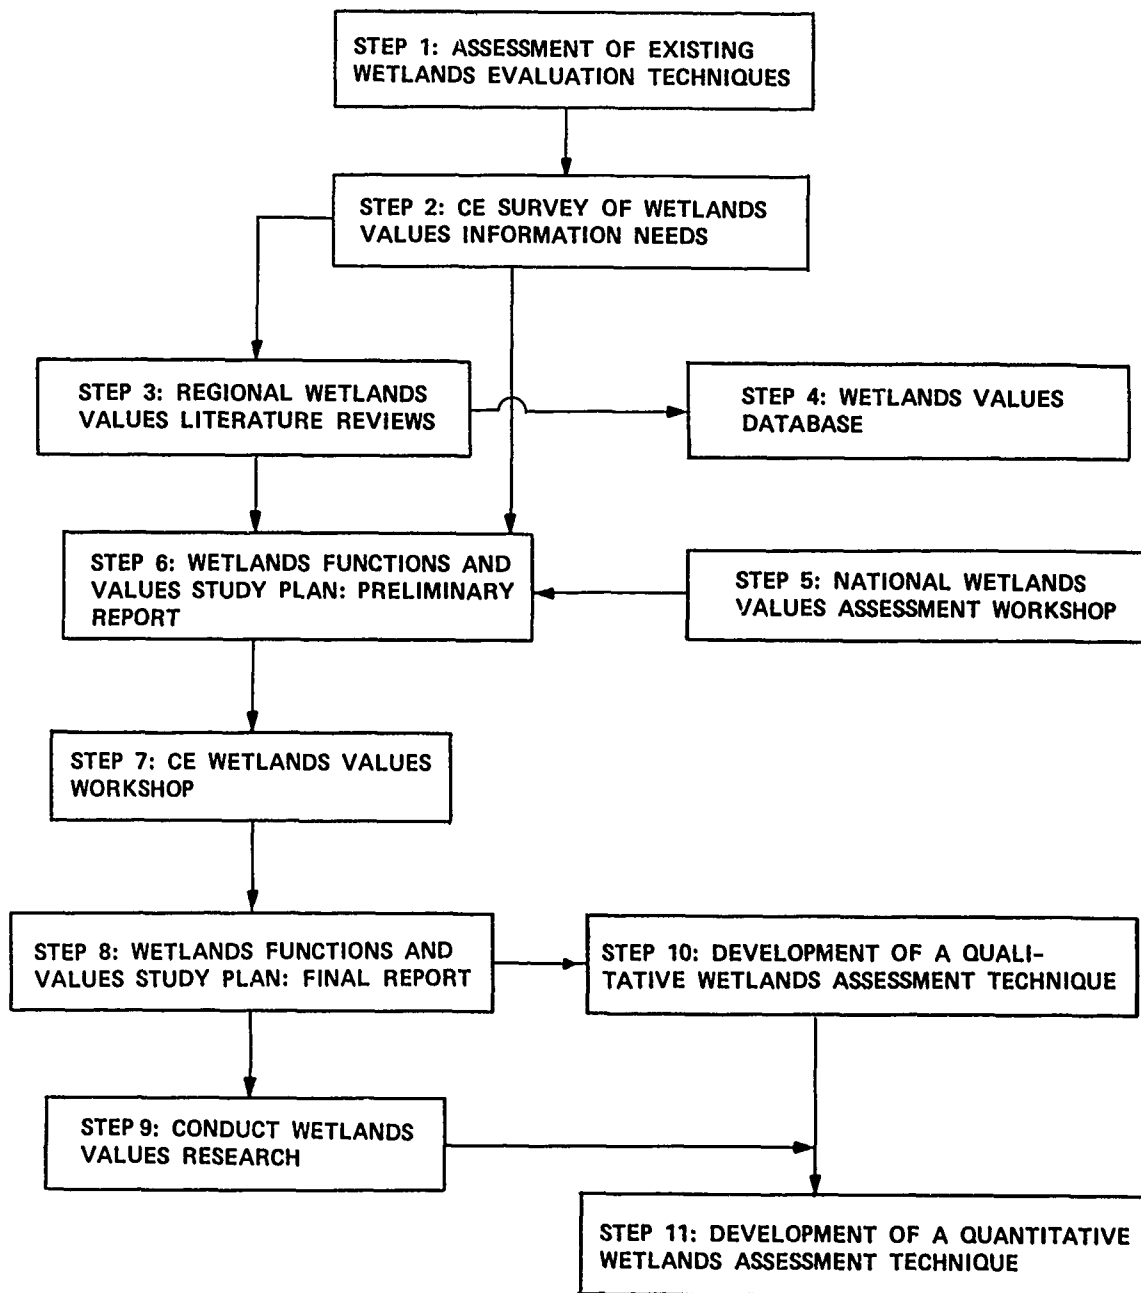 STEP 1: ASSESSMENT OF EXISTING
WETLANDS EVALUATION TECHNIQUES
STEP 2: CE SURVEY OF WETLANDS
VALUES INFORMATION NEEDS
STEP 3: REGIONAL WETLANDS
VALUES LITERATURE REVIEWS
STEP 4: WETLANDS VALUES
DATABASE
STEP 6: WETLANDS FUNCTIONS AND
VALUES STUDY PLAN: PRELIMINARY
REPORT
STEP 5: NATIONAL WETLANDS
VALUES ASSESSMENT WORKSHOP
STEP 7: CE WETLANDS VALUES
WORKSHOP
STEP 8: WETLANDS FUNCTIONS AND
VALUES STUDY PLAN: FINAL REPORT
STEP 10: DEVELOPMENT OF A QUALI-
TATIVE WETLANDS ASSESSMENT TECHNIQUE
STEP 9: CONDUCT WETLANDS
VALUES RESEARCH
STEP 11: DEVELOPMENT OF A QUANTITATIVE
WETLANDS ASSESSMENT TECHNIQUE